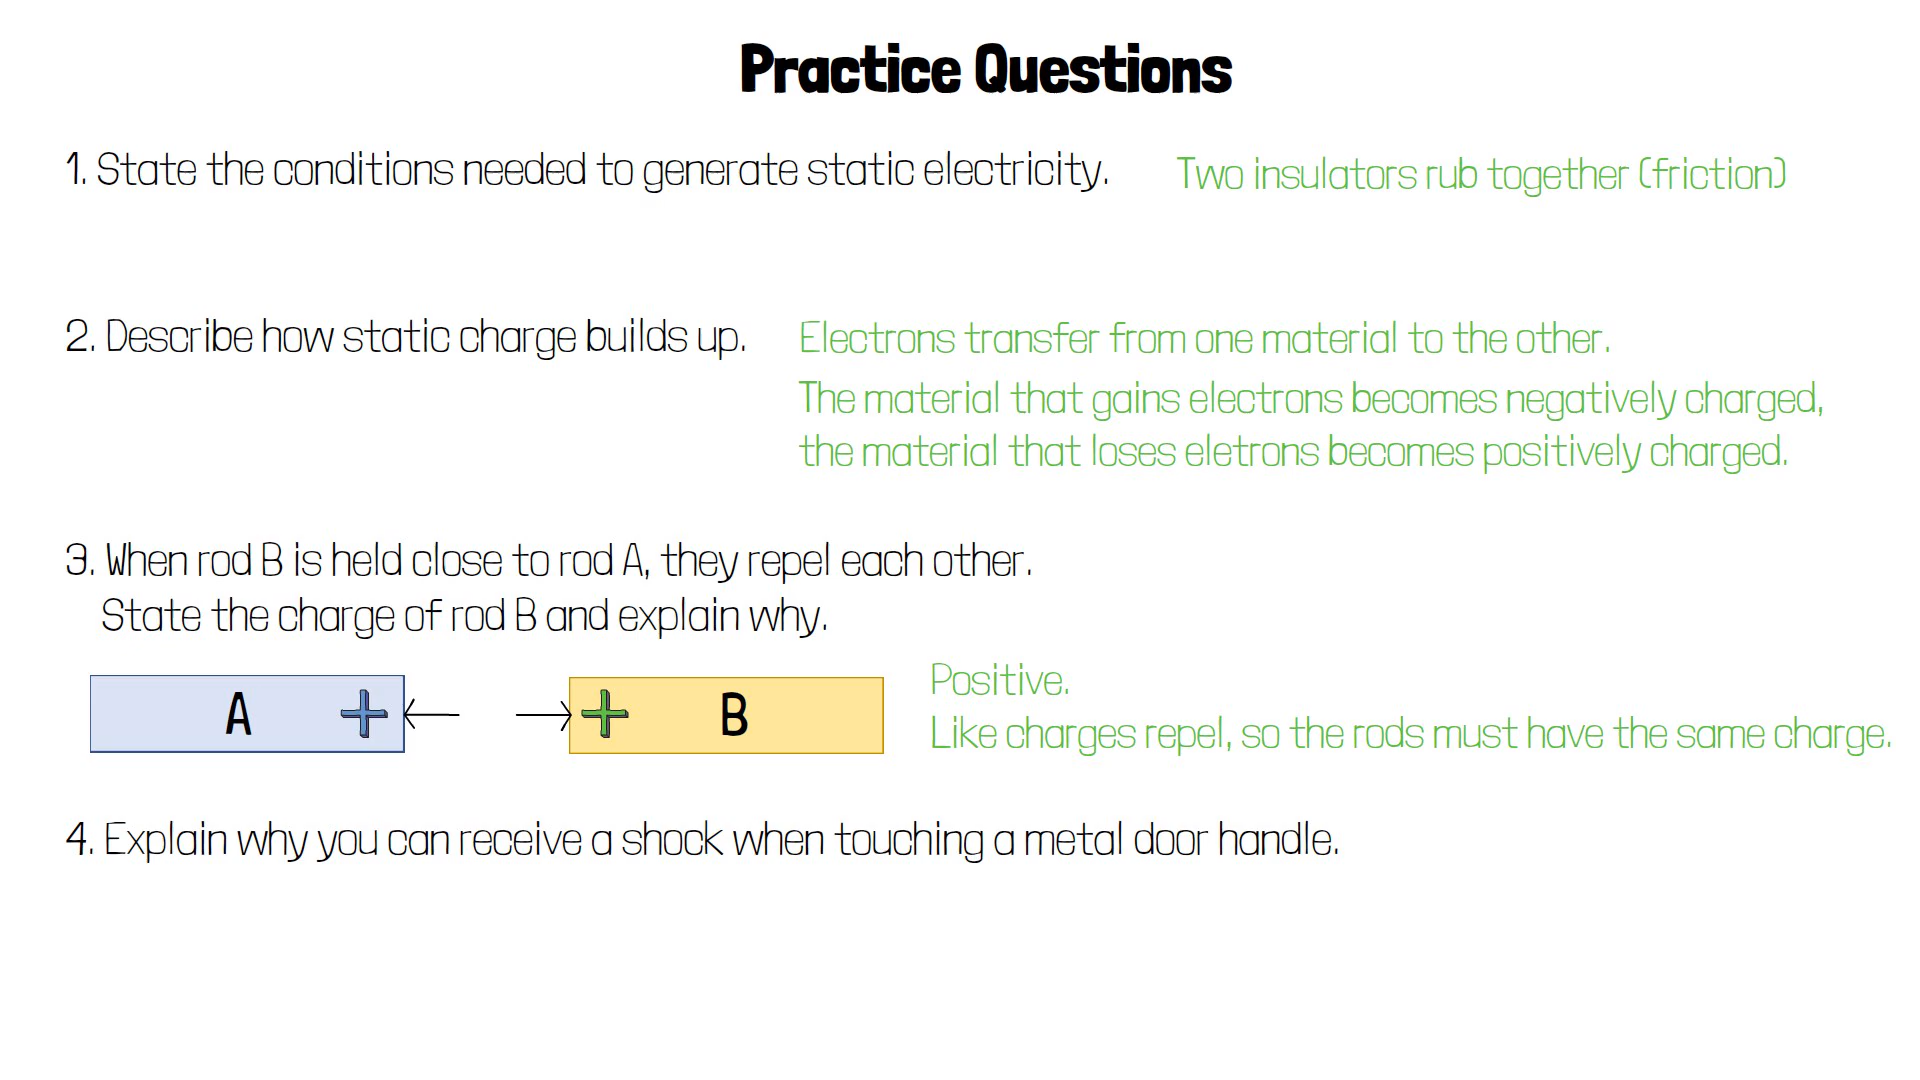 Practice Questions
1. State the conditions needed to generate static electricity. Two insulators rub together (friction)
2. Describe how static charge builds up. Electrons transfer from one material to the other.
The material that gains electrons becomes negatively charged,
the material that loses eletrons becomes positively charged.
3. When rod B is held close to rod A, they repel each other.
State the charge of rod B and explain why.
A + + B
Positive.
Like charges repel, so the rods must have the same charge.
4. Explain why you can receive a shock when touching a metal door handle.